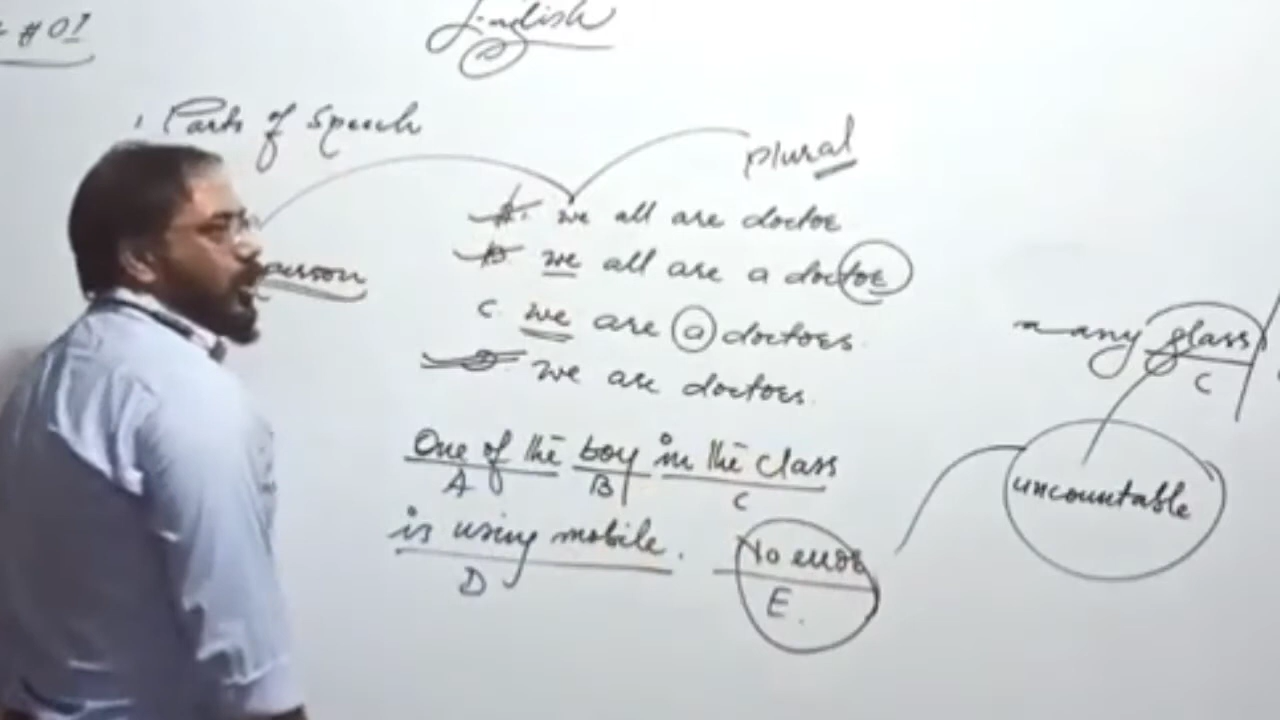 # 01
English
1 Parts of Speech
plural
person
A. we all are doctor
B we all are a doctor
C. we are a doctors.
D we are doctors.
many glass
C
One of the boy in the class
A B C
uncountable
is using mobile. No error
D E.